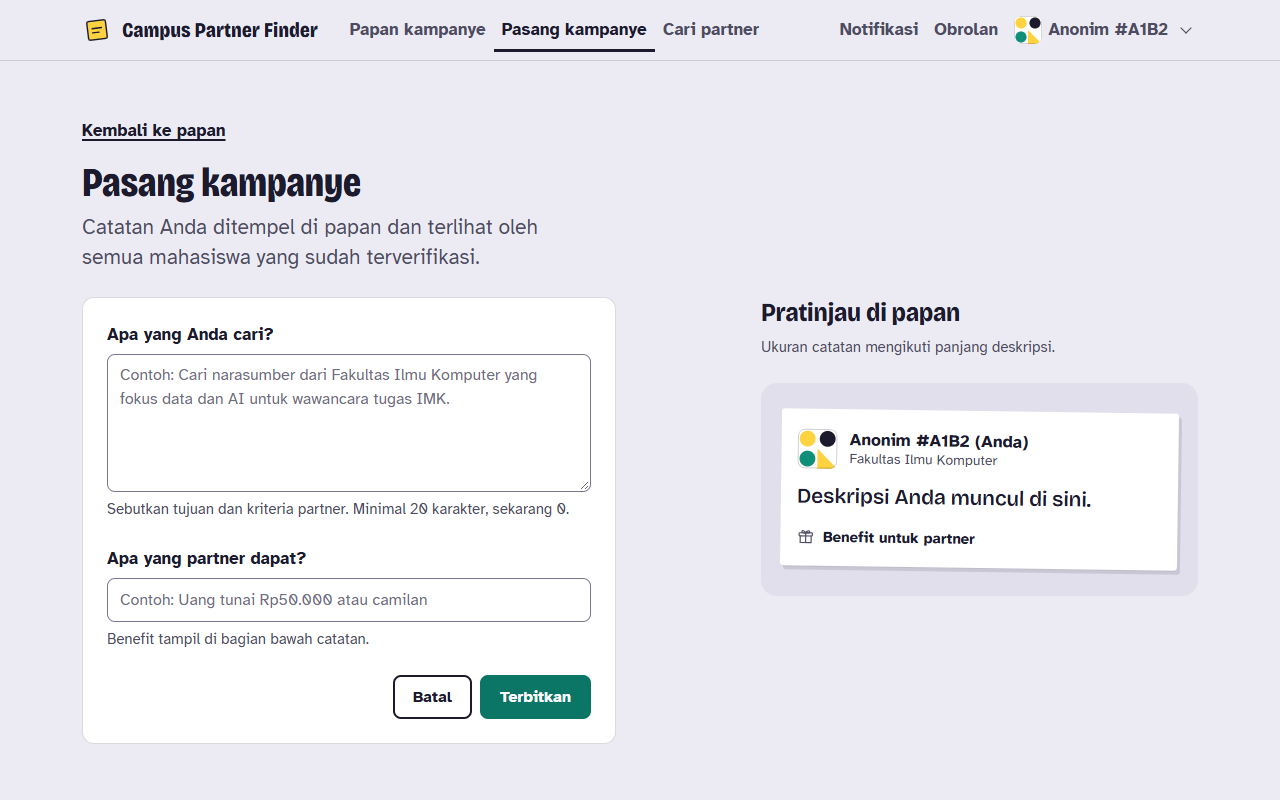 Campus Partner Finder
Papan kampanye
Pasang kampanye
Cari partner
Notifikasi
Obrolan
Anonim #A1B2
Kembali ke papan
Pasang kampanye
Catatan Anda ditempel di papan dan terlihat oleh
semua mahasiswa yang sudah terverifikasi.
Apa yang Anda cari?
Contoh: Cari narasumber dari Fakultas Ilmu Komputer yang
fokus data dan AI untuk wawancara tugas IMK.
Sebutkan tujuan dan kriteria partner. Minimal 20 karakter, sekarang 0.
Apa yang partner dapat?
Contoh: Uang tunai Rp50.000 atau camilan
Benefit tampil di bagian bawah catatan.
Batal
Terbitkan
Pratinjau di papan
Ukuran catatan mengikuti panjang deskripsi.
Anonim #A1B2 (Anda)
Fakultas Ilmu Komputer
Deskripsi Anda muncul di sini.
Benefit untuk partner